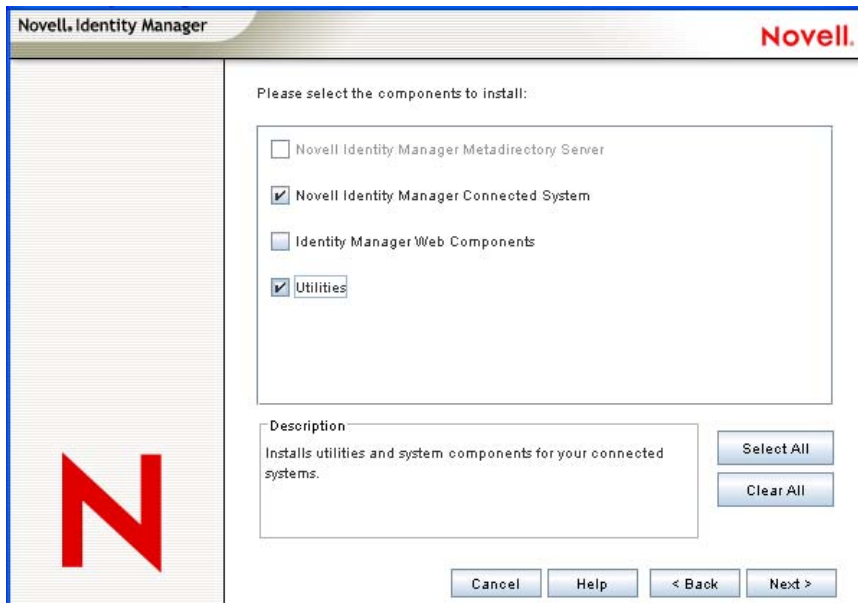 Novell. Identity Manager
Novell.
Please select the components to install:
Novell Identity Manager Metadirectory Server
Novell Identity Manager Connected System
Identity Manager Web Components
Utilities
Description
Installs utilities and system components for your connected
systems.
Select All
Clear All
N
Cancel
Help
< Back
Next >